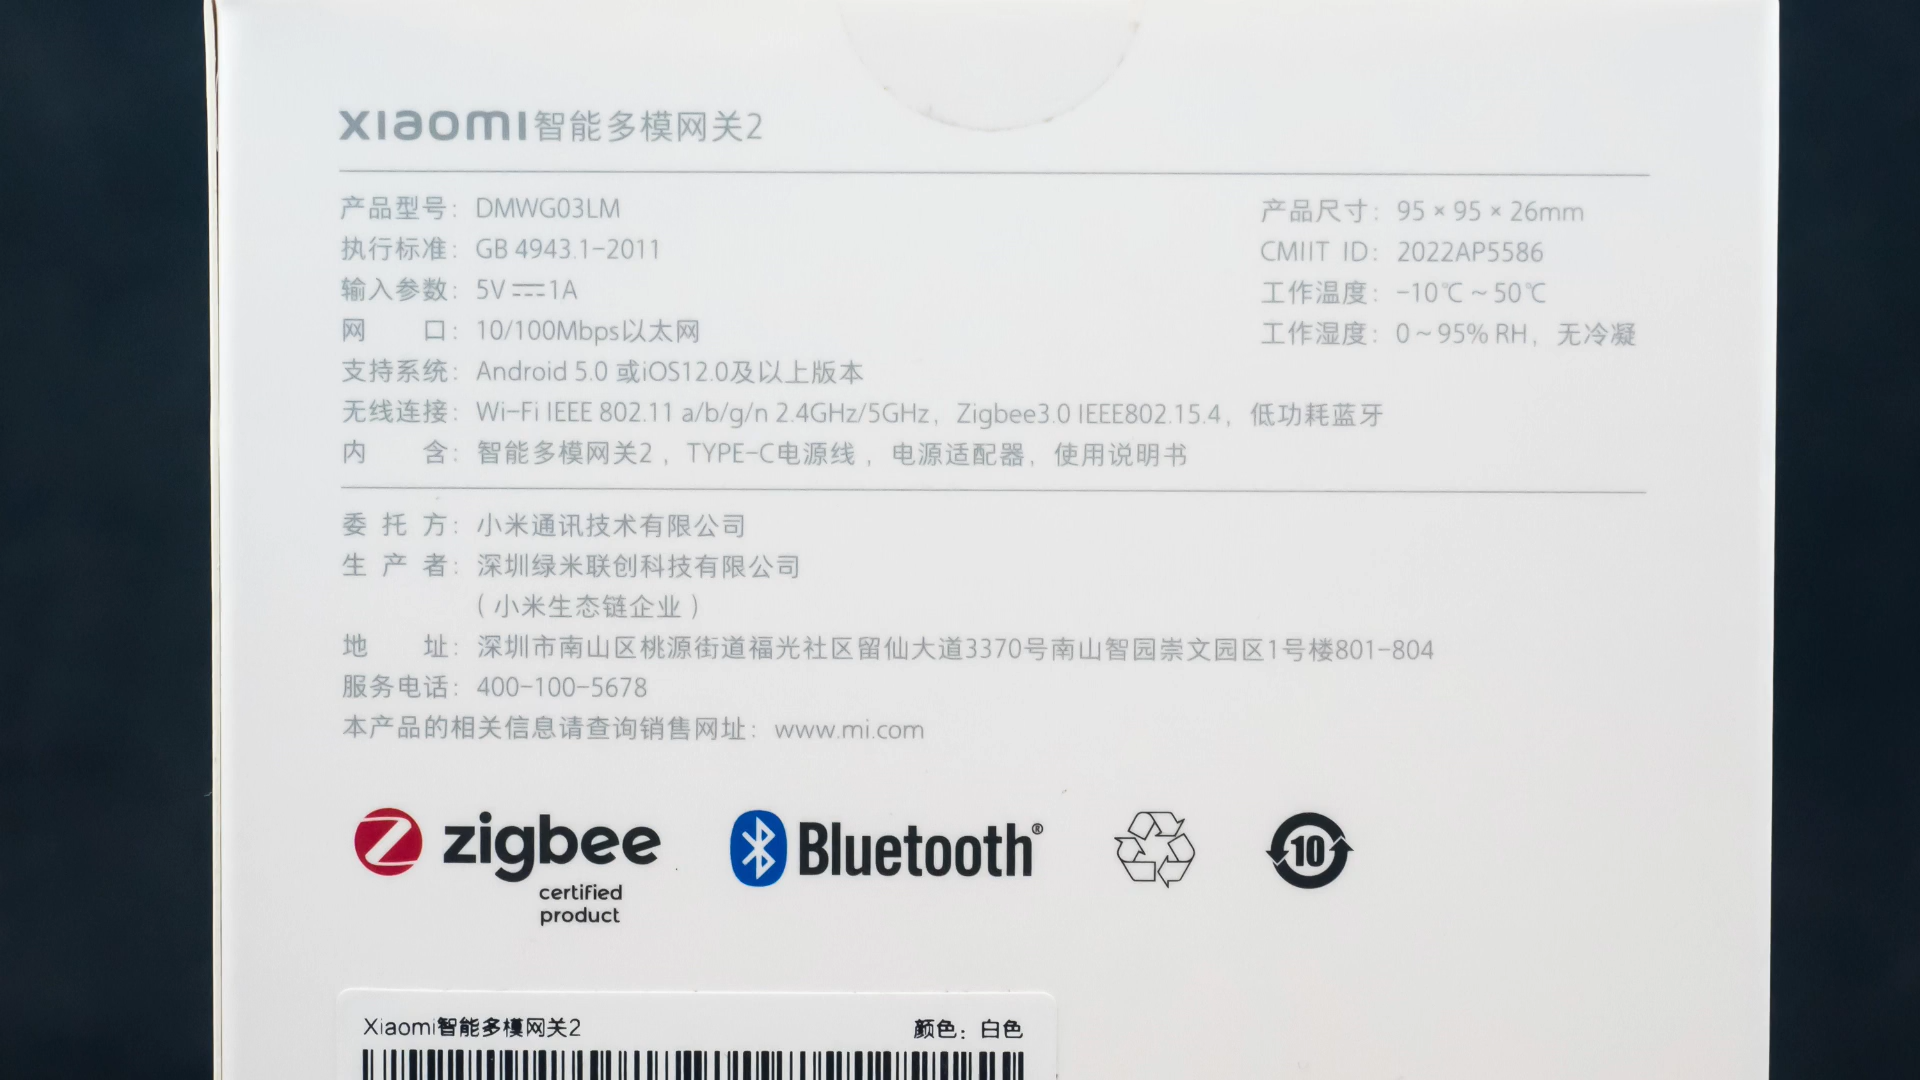 xiaomi智能多模网关2
产品型号： DMWG03LM
执行标准： GB 4943.1-2011
输入参数： 5V⎓1A
网 口： 10/100Mbps以太网
支持系统： Android 5.0 或iOS12.0及以上版本
无线连接： Wi-Fi IEEE 802.11 a/b/g/n 2.4GHz/5GHz，Zigbee3.0 IEEE802.15.4，低功耗蓝牙
内 含： 智能多模网关2，TYPE-C电源线，电源适配器，使用说明书
产品尺寸： 95 × 95 × 26mm
CMIIT ID： 2022AP5586
工作温度： -10℃~50℃
工作湿度： 0~95% RH，无冷凝
委 托 方： 小米通讯技术有限公司
生 产 者： 深圳绿米联创科技有限公司
（小米生态链企业）
地 址： 深圳市南山区桃源街道福光社区留仙大道3370号南山智园崇文园区1号楼801-804
服务电话： 400-100-5678
本产品的相关信息请查询销售网址： www.mi.com
zigbee
certified
product
Bluetooth®
10
Xiaomi智能多模网关2
颜色：白色